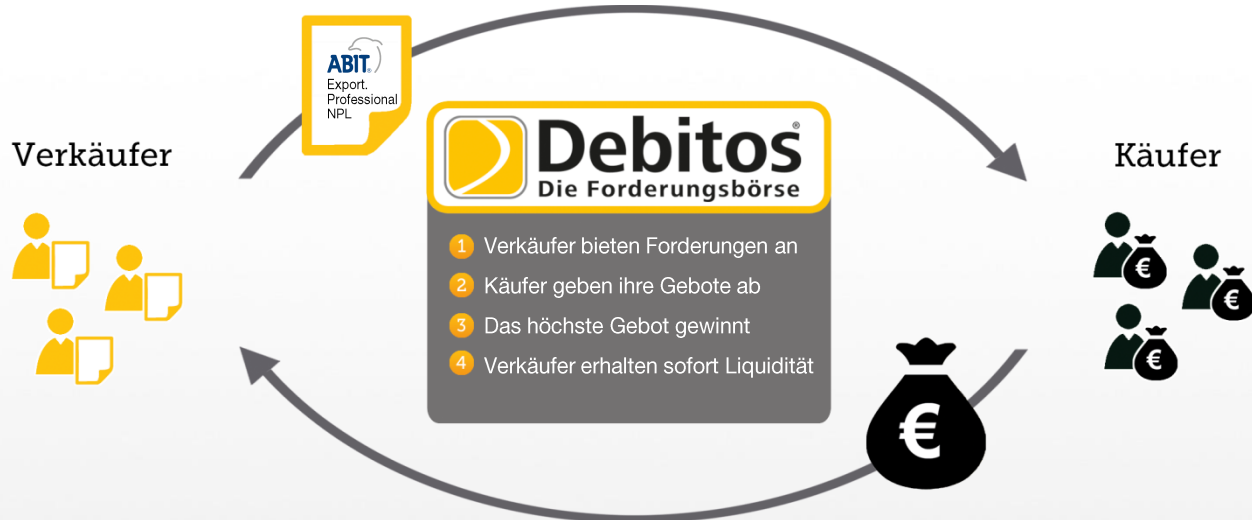 ABIT®
Export.
Professional
NPL
Verkäufer
Debitos®
Die Forderungsbörse
Käufer
1 Verkäufer bieten Forderungen an
2 Käufer geben ihre Gebote ab
3 Das höchste Gebot gewinnt
4 Verkäufer erhalten sofort Liquidität
€
€
€
€